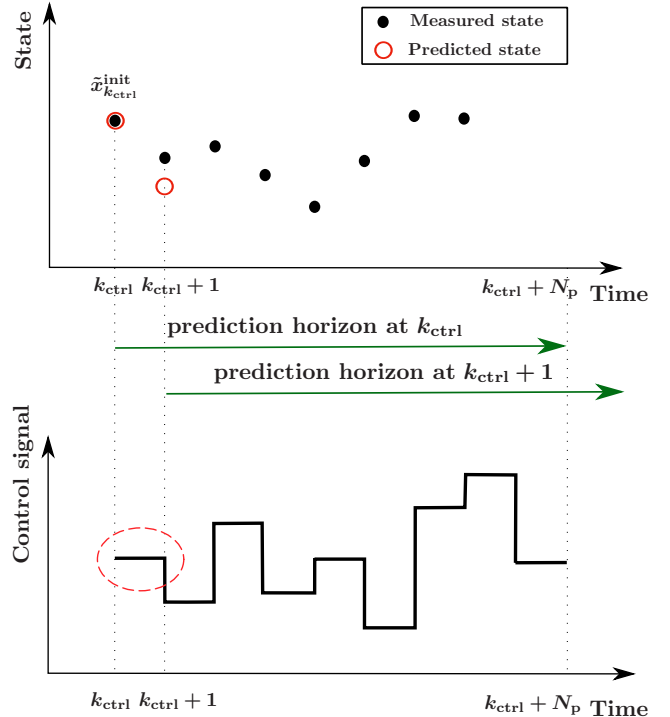 State
Measured state
Predicted state
x̃^init_k_ctrl
k_ctrl k_ctrl + 1 k_ctrl + N_p Time
prediction horizon at k_ctrl
prediction horizon at k_ctrl + 1
Control signal
k_ctrl k_ctrl + 1 k_ctrl + N_p Time